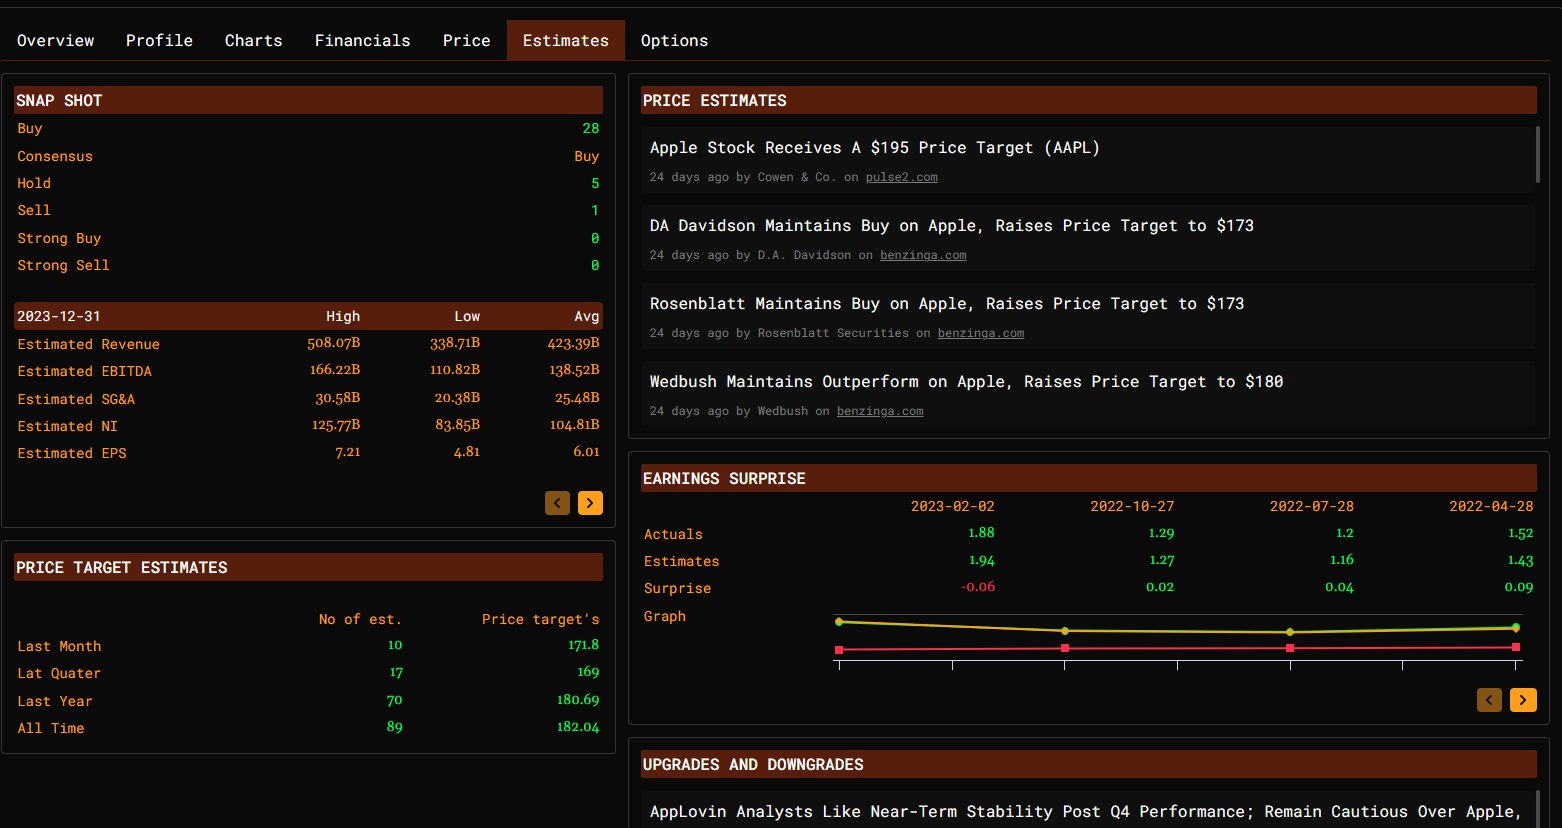 Overview Profile Charts Financials Price Estimates Options
SNAP SHOT
Buy 28
Consensus Buy
Hold 5
Sell 1
Strong Buy 0
Strong Sell 0
2023-12-31 High Low Avg
Estimated Revenue 508.07B 338.71B 423.39B
Estimated EBITDA 166.22B 110.82B 138.52B
Estimated SG&A 30.58B 20.38B 25.48B
Estimated NI 125.77B 83.85B 104.81B
Estimated EPS 7.21 4.81 6.01
PRICE TARGET ESTIMATES
No of est. Price target's
Last Month 10 171.8
Lat Quater 17 169
Last Year 70 180.69
All Time 89 182.04
PRICE ESTIMATES
Apple Stock Receives A $195 Price Target (AAPL)
24 days ago by Cowen & Co. on pulse2.com
DA Davidson Maintains Buy on Apple, Raises Price Target to $173
24 days ago by D.A. Davidson on benzinga.com
Rosenblatt Maintains Buy on Apple, Raises Price Target to $173
24 days ago by Rosenblatt Securities on benzinga.com
Wedbush Maintains Outperform on Apple, Raises Price Target to $180
24 days ago by Wedbush on benzinga.com
EARNINGS SURPRISE
2023-02-02 2022-10-27 2022-07-28 2022-04-28
Actuals 1.88 1.29 1.2 1.52
Estimates 1.94 1.27 1.16 1.43
Surprise -0.06 0.02 0.04 0.09
Graph
UPGRADES AND DOWNGRADES
AppLovin Analysts Like Near-Term Stability Post Q4 Performance; Remain Cautious Over Apple,